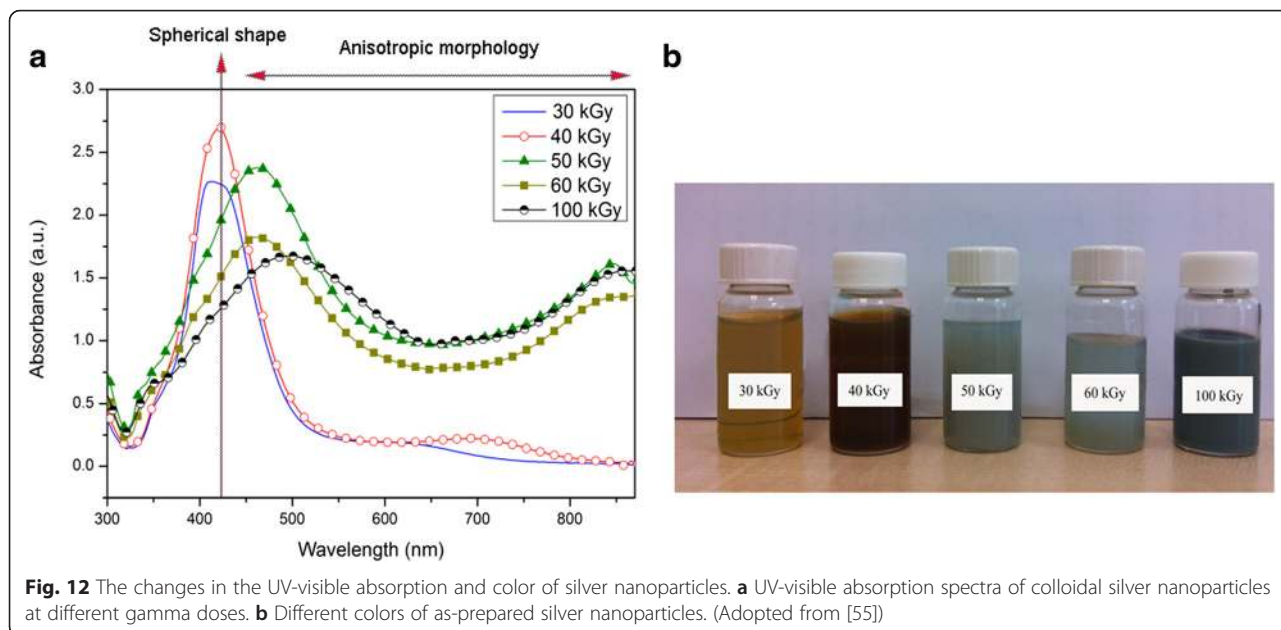 a
Spherical shape
Anisotropic morphology
b
3.0
2.5
2.0
1.5
1.0
0.5
0.0
Absorbance (a.u.)
300
400
500
600
700
800
Wavelength (nm)
30 kGy
40 kGy
50 kGy
60 kGy
100 kGy
30 kGy
40 kGy
50 kGy
60 kGy
100 kGy
Fig. 12 The changes in the UV-visible absorption and color of silver nanoparticles. a UV-visible absorption spectra of colloidal silver nanoparticles
at different gamma doses. b Different colors of as-prepared silver nanoparticles. (Adopted from [55])